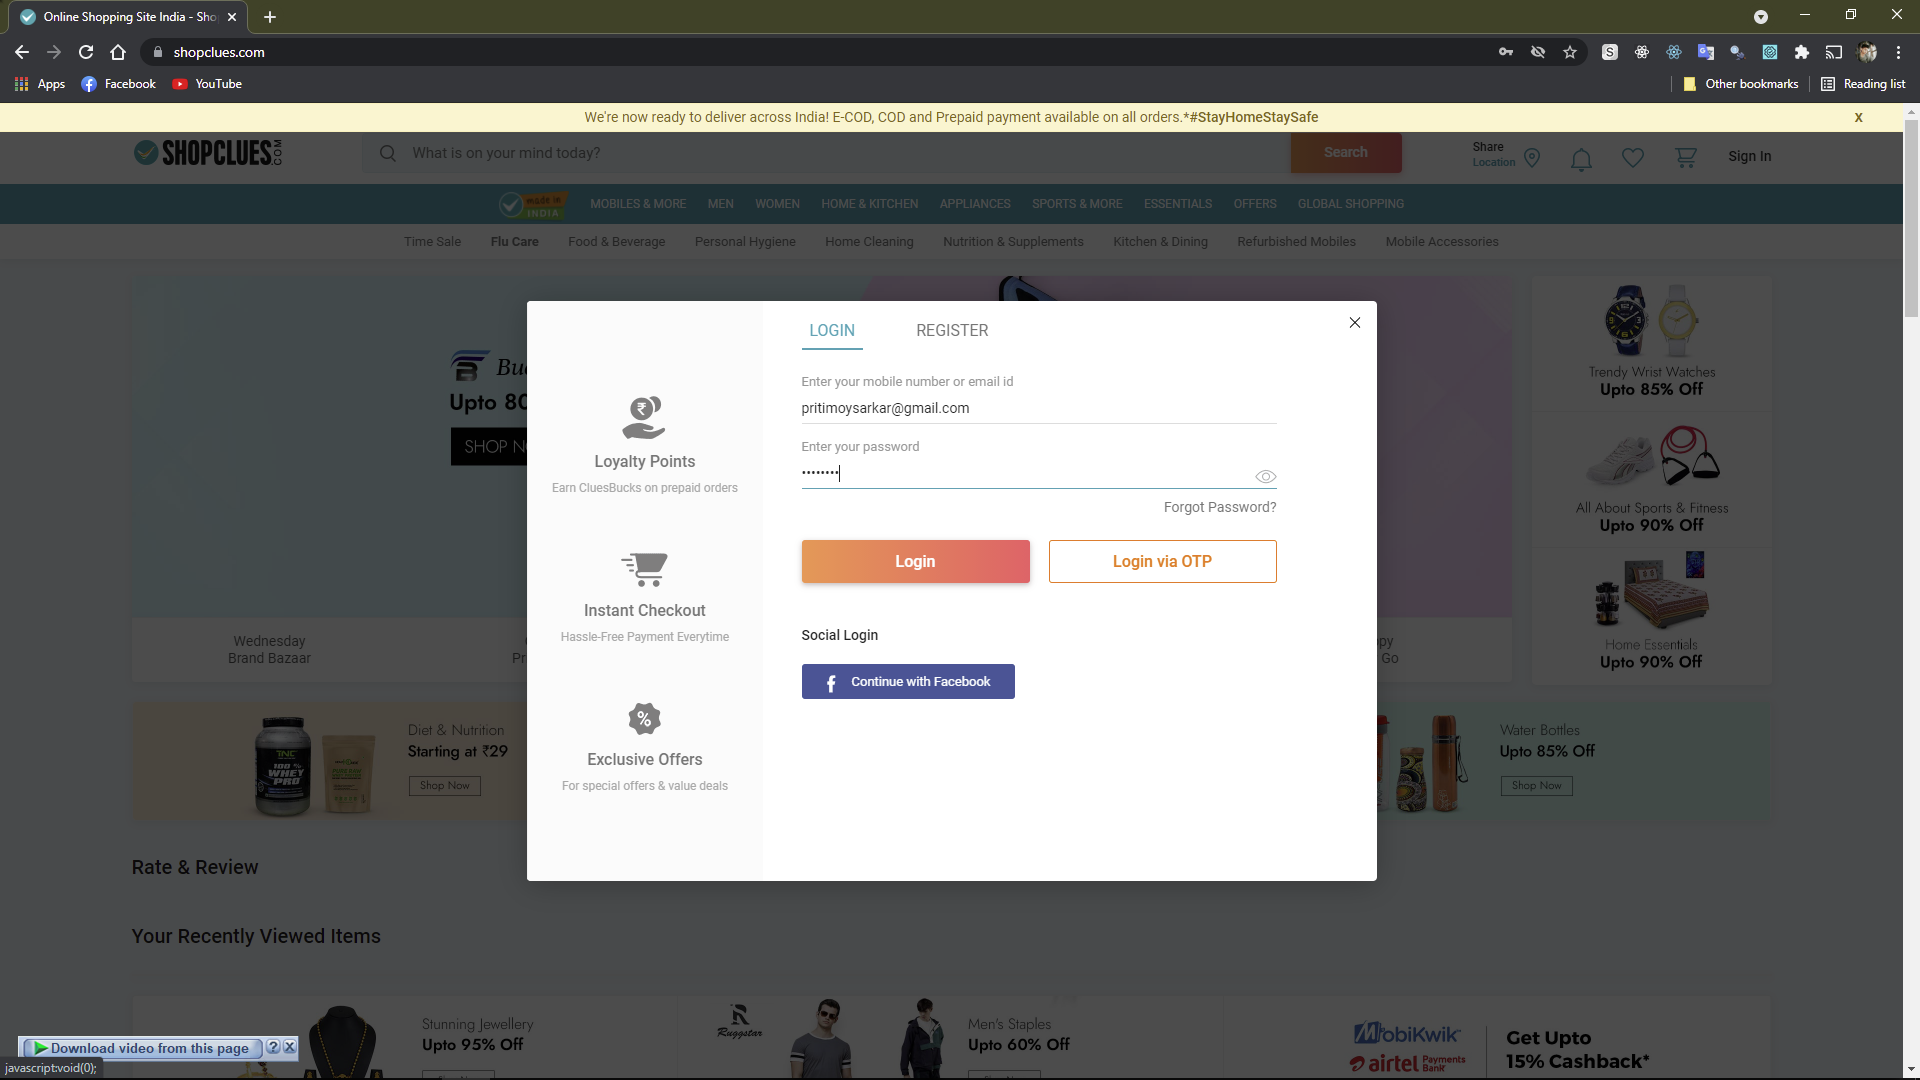 Online Shopping Site India - Sho
shopclues.com
Apps
Facebook
YouTube
Other bookmarks
Reading list
We're now ready to deliver across India! E-COD, COD and Prepaid payment available on all orders.*#StayHomeStaySafe
X
SHOPCLUES.COM
What is on your mind today?
Search
Share
Location
Sign In
made in
INDIA
MOBILES & MORE
MEN
WOMEN
HOME & KITCHEN
APPLIANCES
SPORTS & MORE
ESSENTIALS
OFFERS
GLOBAL SHOPPING
Time Sale
Flu Care
Food & Beverage
Personal Hygiene
Home Cleaning
Nutrition & Supplements
Kitchen & Dining
Refurbished Mobiles
Mobile Accessories
Upto 80
SHOP
Wednesday
Brand Bazaar
Go
LOGIN
REGISTER
Enter your mobile number or email id
pritimoysarkar@gmail.com
Enter your password
••••••••
Forgot Password?
Login
Login via OTP
Social Login
Continue with Facebook
Loyalty Points
Earn CluesBucks on prepaid orders
Instant Checkout
Hassle-Free Payment Everytime
Exclusive Offers
For special offers & value deals
Trendy Wrist Watches
Upto 85% Off
All About Sports & Fitness
Upto 90% Off
Home Essentials
Upto 90% Off
TNC
100 %
WHEY
PRO
Diet & Nutrition
Starting at ₹29
Shop Now
Water Bottles
Upto 85% Off
Shop Now
Rate & Review
Your Recently Viewed Items
Stunning Jewellery
Upto 95% Off
Ruggstar
Men's Staples
Upto 60% Off
MobiKwik
airtel Payments
Bank
Get Upto
15% Cashback*
Download video from this page
?
X
javascript:void(0);